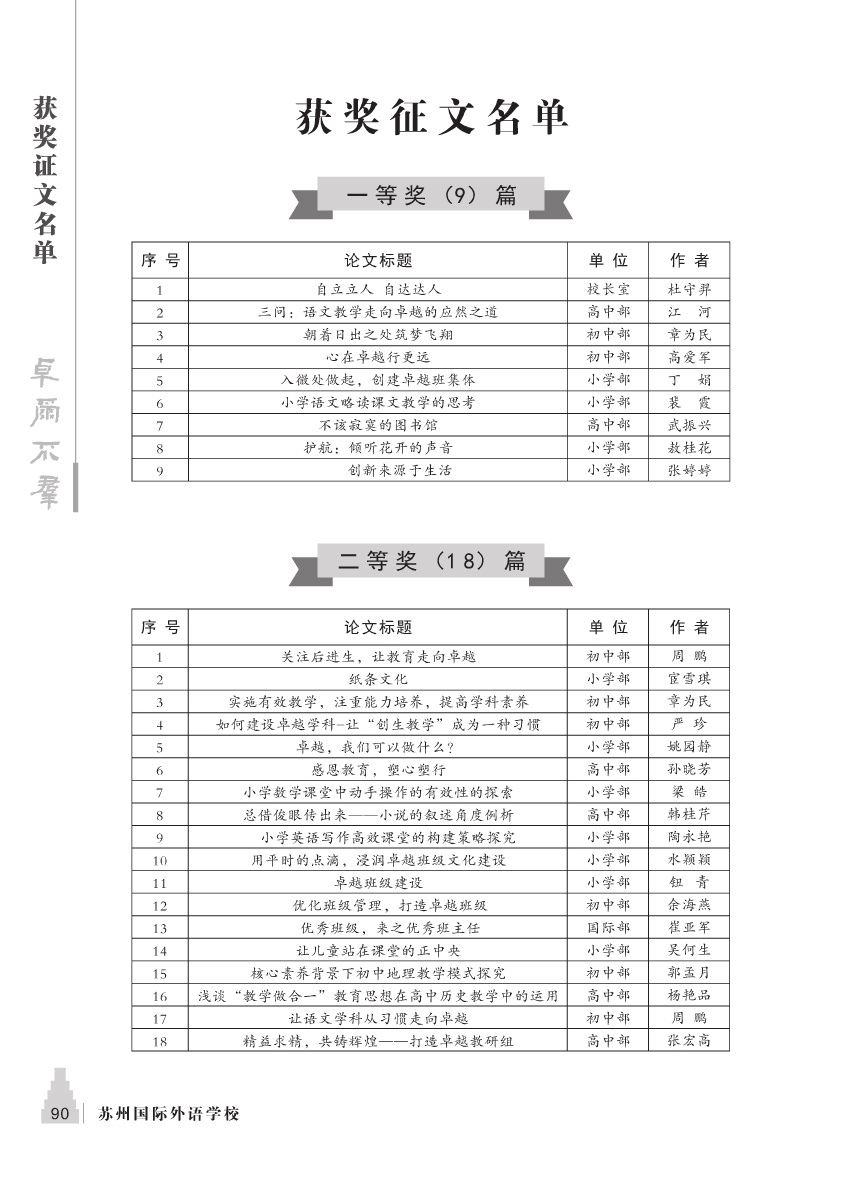 获奖证文名单
卓尔不群
获奖征文名单
一等奖（9）篇
序号 论文标题 单位 作者
1 自立立人 自达达人 校长室 杜守羿
2 三问：语文教学走向卓越的应然之道 高中部 江 河
3 朝着日出之处筑梦飞翔 初中部 章为民
4 心在卓越行更远 初中部 高爱军
5 入微处做起，创建卓越班集体 小学部 丁 娟
6 小学语文略读课文教学的思考 小学部 裴 霞
7 不该寂寞的图书馆 高中部 武振兴
8 护航：倾听花开的声音 小学部 敖桂花
9 创新来源于生活 小学部 张婷婷
二等奖（18）篇
序号 论文标题 单位 作者
1 关注后进生，让教育走向卓越 初中部 周 鹏
2 纸条文化 小学部 宦雪琪
3 实施有效教学，注重能力培养，提高学科素养 初中部 章为民
4 如何建设卓越学科-让“创生教学”成为一种习惯 初中部 严 珍
5 卓越，我们可以做什么？ 小学部 姚园静
6 感恩教育，塑心塑行 高中部 孙晓芳
7 小学数学课堂中动手操作的有效性的探索 小学部 梁 皓
8 总借俊眼传出来——小说的叙述角度例析 高中部 韩桂芹
9 小学英语写作高效课堂的构建策略探究 小学部 陶永艳
10 用平时的点滴，浸润卓越班级文化建设 小学部 水颖颖
11 卓越班级建设 小学部 钮 青
12 优化班级管理，打造卓越班级 初中部 余海燕
13 优秀班级，来之优秀班主任 国际部 崔亚军
14 让儿童站在课堂的正中央 小学部 吴何生
15 核心素养背景下初中地理教学模式探究 初中部 郭孟月
16 浅谈“教学做合一”教育思想在高中历史教学中的运用 高中部 杨艳品
17 让语文学科从习惯走向卓越 初中部 周 鹏
18 精益求精，共铸辉煌——打造卓越教研组 高中部 张宏高
90 苏州国际外语学校